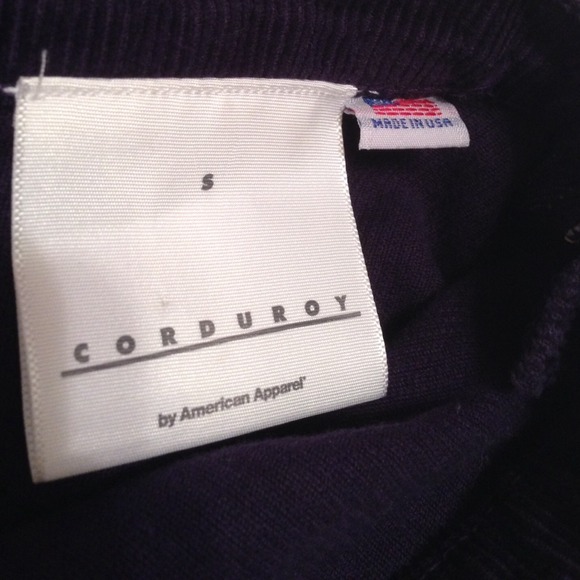 S
CORDUROY
by American Apparel'
MADE IN USA